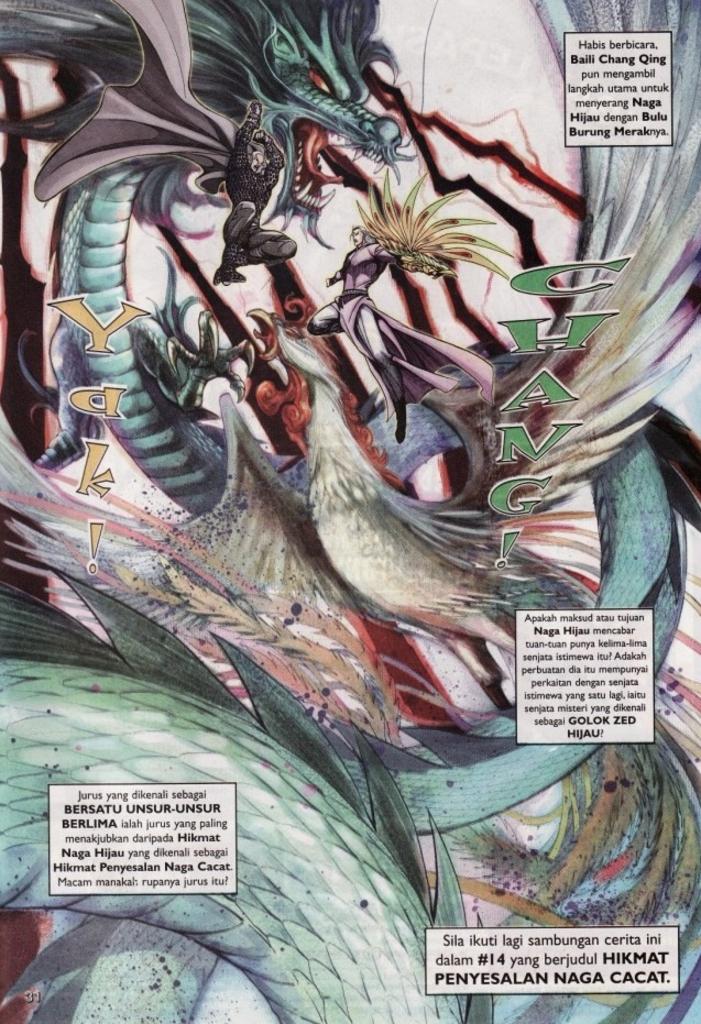 Habis berbicara,
Baili Chang Qing
pun mengambil
langkah utama untuk
menyerang Naga
Hijau dengan Bulu
Burung Meraknya.
CHANG!
Yak!
Apakah maksud atau tujuan
Naga Hijau mencabar
tuan-tuan punya kelima-lima
senjata istimewa itu? Adakah
perbuatan dia itu mempunyai
perkaitan dengan senjata
istimewa yang satu lagi, iaitu
senjata misteri yang dikenali
sebagai GOLOK ZED
HIJAU?
Jurus yang dikenali sebagai
BERSATU UNSUR-UNSUR
BERLIMA ialah jurus yang paling
menakjubkan daripada Hikmat
Naga Hijau yang dikenali sebagai
Hikmat Penyesalan Naga Cacat.
Macam manakah rupanya jurus itu?
Sila ikuti lagi sambungan cerita ini
dalam #14 yang berjudul HIKMAT
PENYESALAN NAGA CACAT.
31